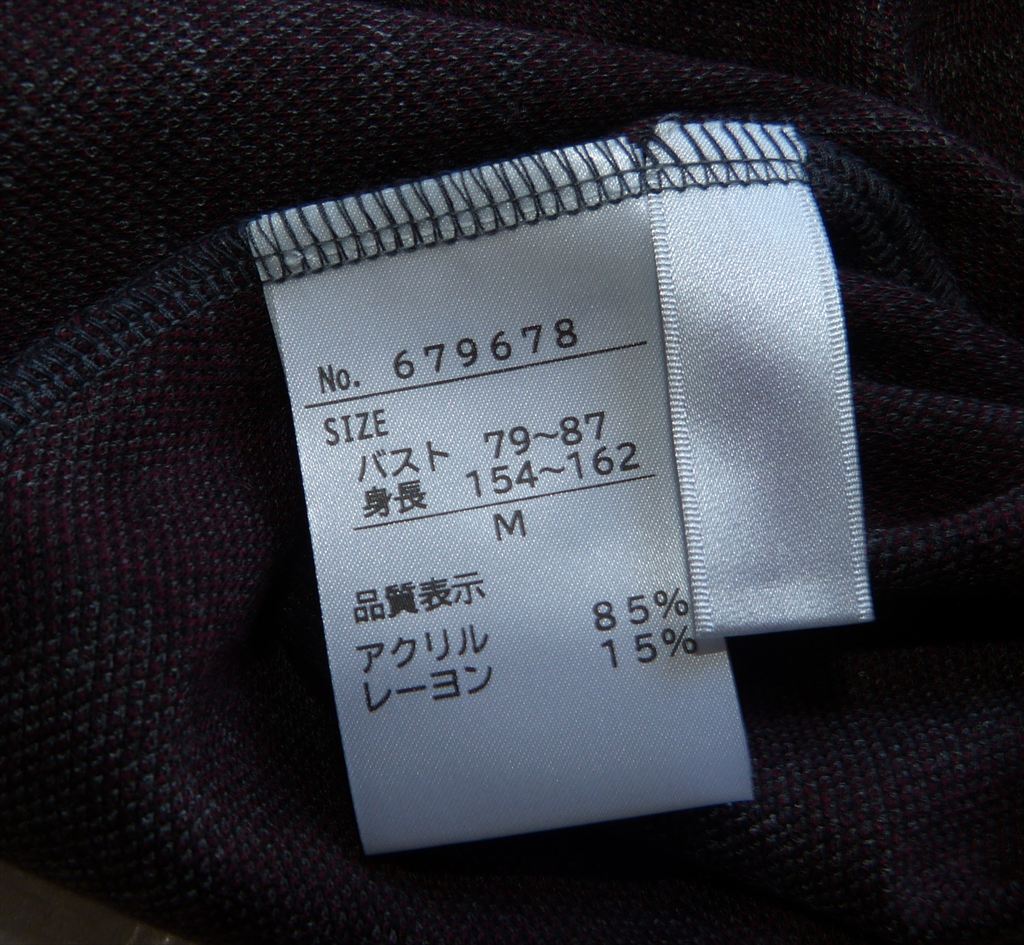 No. 679678
SIZE
バスト 79~87
身長 154~162
M
品質表示
アクリル 85%
レーヨン 15%